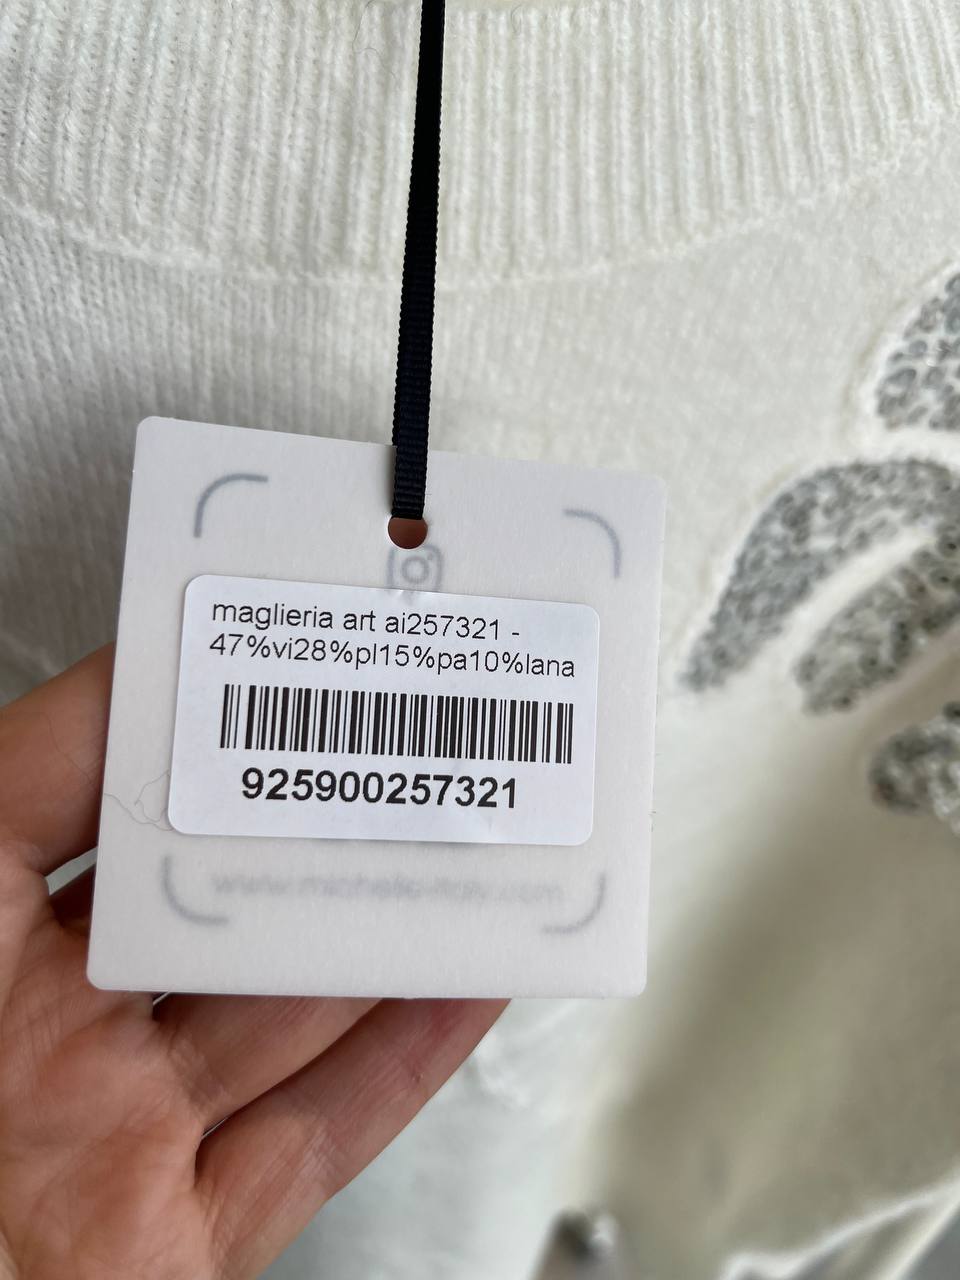 maglieria art ai257321 -
47%vi28%pl15%pa10%lana
925900257321